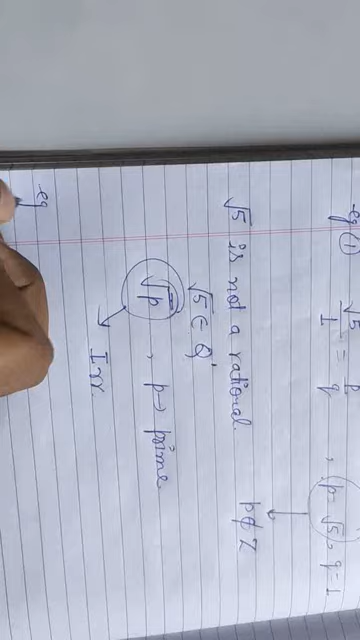 eg ① √5/1 = p/q , p = √5, q = 1
p ∉ Z
√5 is not a rational.
√5 ∈ Q'
√p , p → prime
Irr.
eg